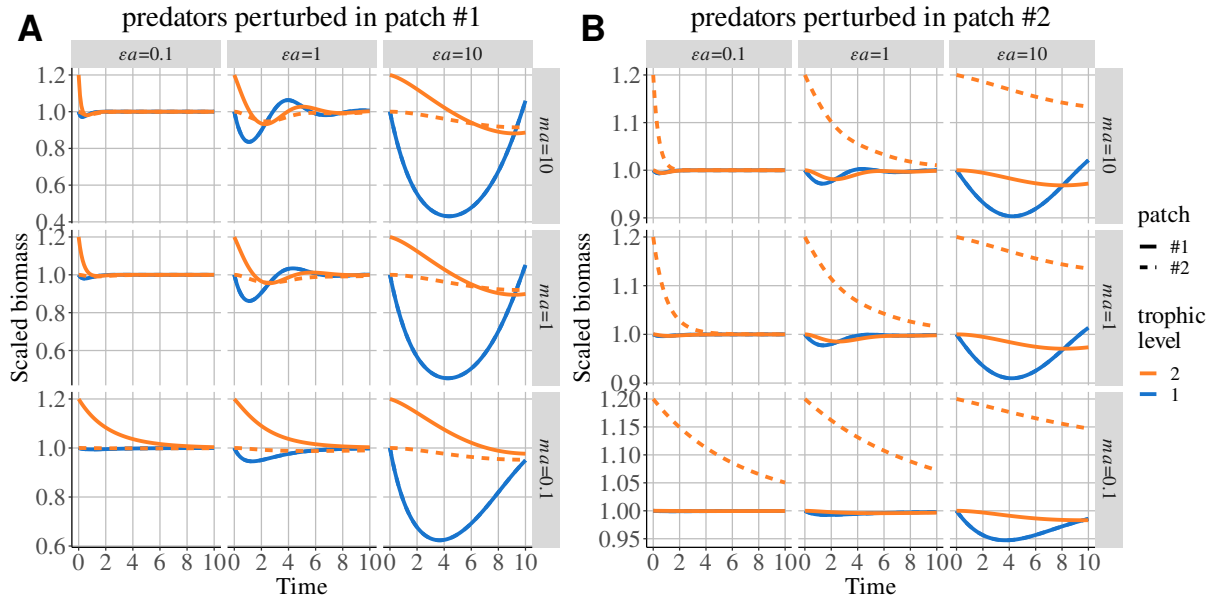 A
predators perturbed in patch #1
εa=0.1
εa=1
εa=10
1.2
1.0
0.8
0.6
0.4
ma=10
1.2
1.0
0.8
0.6
ma=1
1.2
1.0
0.8
0.6
ma=0.1
0 2 4 6 8 10
0 2 4 6 8 10
0 2 4 6 8 10
Scaled biomass
Time
B
predators perturbed in patch #2
εa=0.1
εa=1
εa=10
1.2
1.1
1.0
0.9
ma=10
1.2
1.1
1.0
0.9
ma=1
1.20
1.15
1.10
1.05
1.00
0.95
ma=0.1
0 2 4 6 8 10
0 2 4 6 8 10
0 2 4 6 8 10
Scaled biomass
Time
patch
#1
#2
trophic
level
2
1